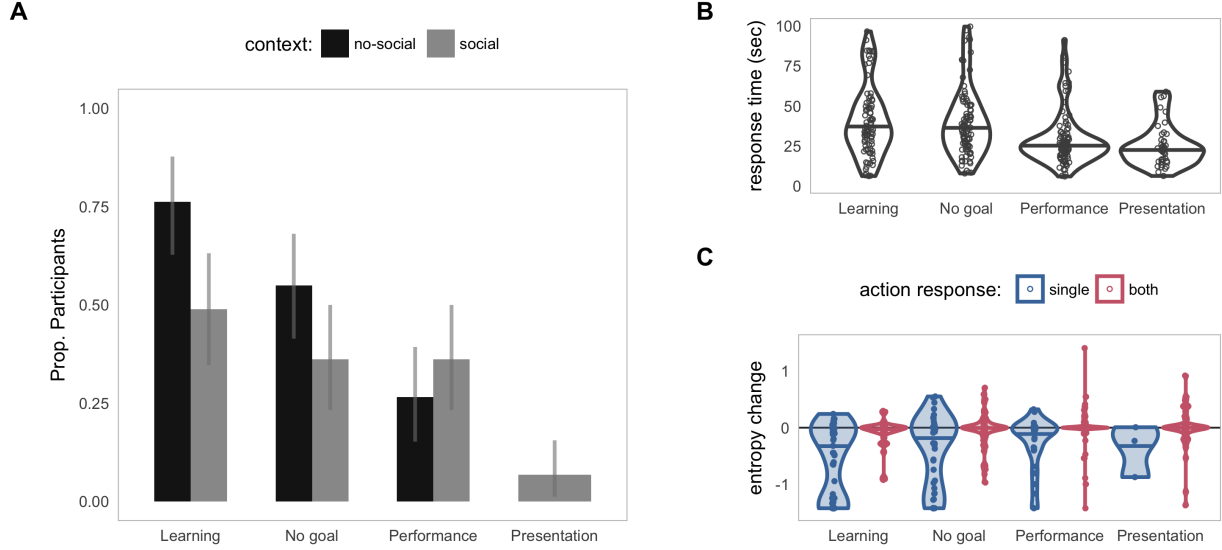 A
context: no-social social
Prop. Participants
1.00
0.75
0.50
0.25
0.00
Learning No goal Performance Presentation
B
response time (sec)
100
75
50
25
0
Learning No goal Performance Presentation
C
action response: single both
entropy change
1
0
-1
Learning No goal Performance Presentation